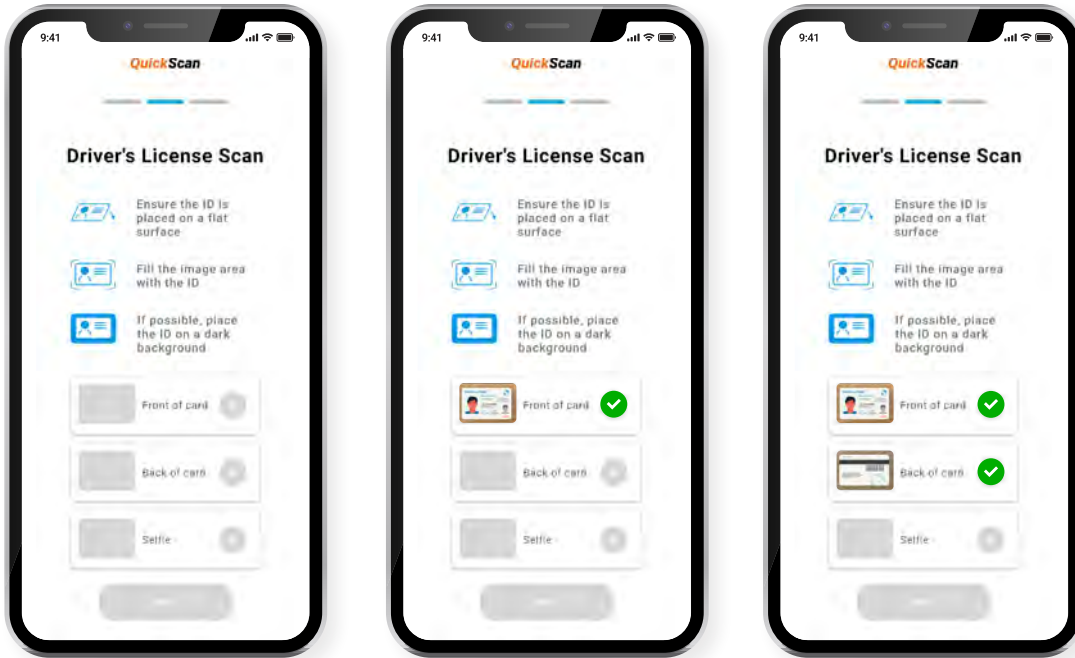 9:41
QuickScan
Driver's License Scan
Ensure the ID is
placed on a flat
surface
Fill the image area
with the ID
If possible, place
the ID on a dark
background
Front of card
Back of card
Selfie
9:41
QuickScan
Driver's License Scan
Ensure the ID is
placed on a flat
surface
Fill the image area
with the ID
If possible, place
the ID on a dark
background
Front of card
Back of card
Selfie
9:41
QuickScan
Driver's License Scan
Ensure the ID is
placed on a flat
surface
Fill the image area
with the ID
If possible, place
the ID on a dark
background
Front of card
Back of card
Selfie